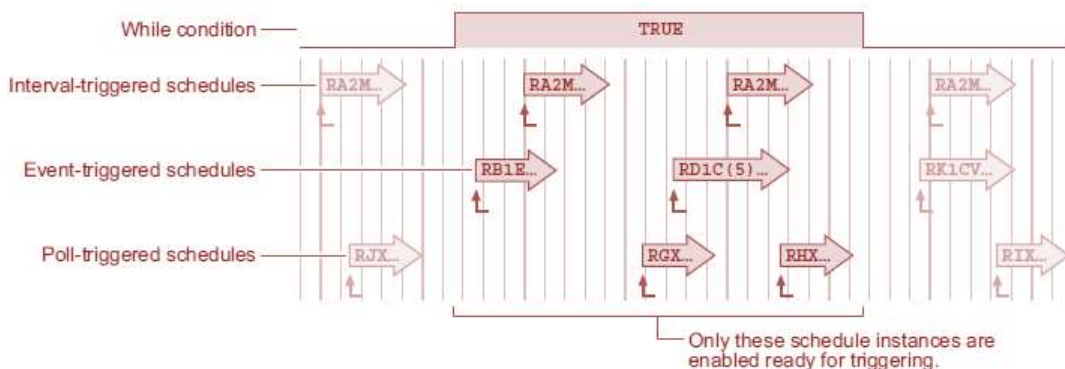 While condition
TRUE
Interval-triggered schedules
RA2M… RA2M… RA2M… RA2M…
Event-triggered schedules
RB1E… RD1C(5)… RK1CV…
Poll-triggered schedules
RJX… RGX… RHX… RIX…
Only these schedule instances are
enabled ready for triggering.